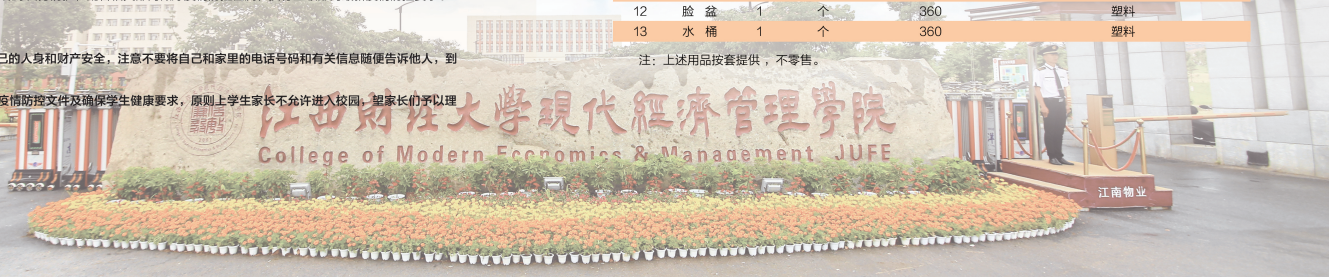 12 脸 盆 1 个 360 塑料
13 水 桶 1 个 360 塑料
己的人身和财产安全，注意不要将自己和家里的电话号码和有关信息随便告诉他人，到
注：上述用品按套提供，不零售。
疫情防控文件及确保学生健康要求，原则上学生家长不允许进入校园，望家长们予以理
江西财经大学現代經濟管理學院
College of Modern Economics & Management JUFE
江南物业